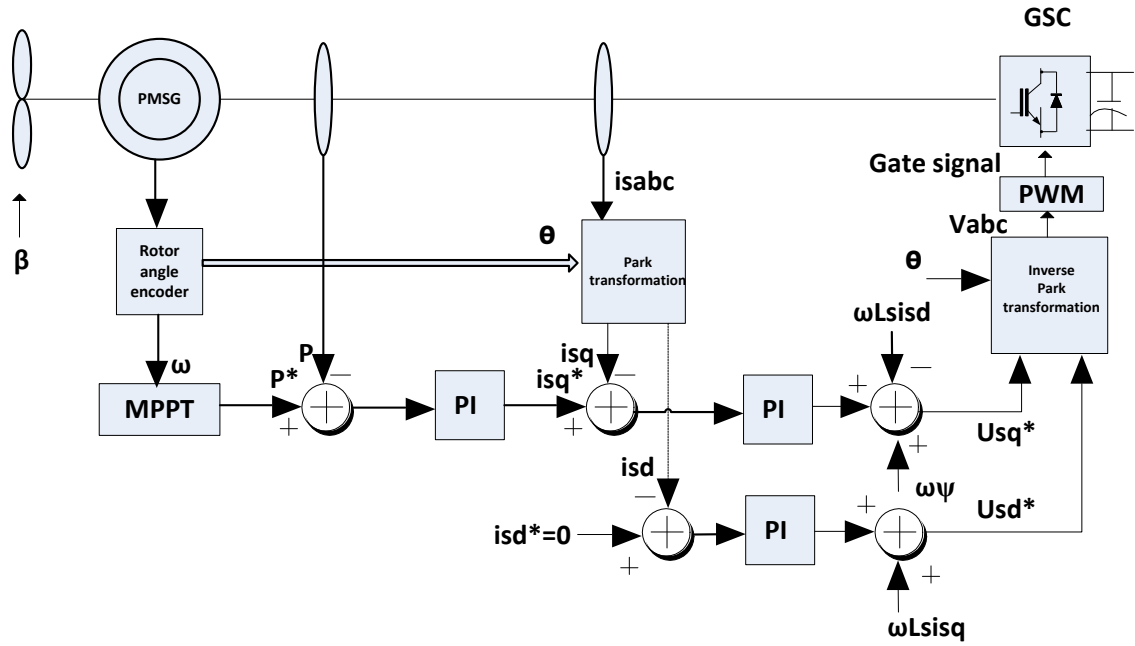 GSC
PMSG
Gate signal
isabc
PWM
Vabc
β
θ
Rotor
angle
encoder
Park
transformation
θ
Inverse
Park
transformation
ωLsisd
ω
P
P*
isq
isq*
MPPT
PI
PI
Usq*
isd
ωψ
Usd*
isd*=0
PI
ωLsisq